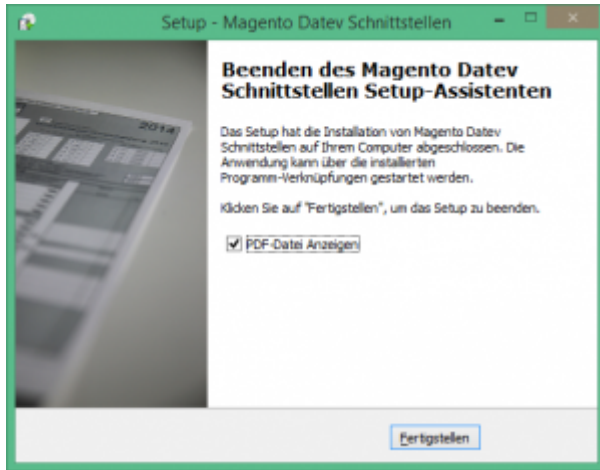 Setup - Magento Datev Schnittstellen
2014
Beenden des Magento Datev
Schnittstellen Setup-Assistenten
Das Setup hat die Installation von Magento Datev
Schnittstellen auf Ihrem Computer abgeschlossen. Die
Anwendung kann über die installierten
Programm-Verknüpfungen gestartet werden.
Klicken Sie auf "Fertigstellen", um das Setup zu beenden.
PDF-Datei Anzeigen
Fertigstellen